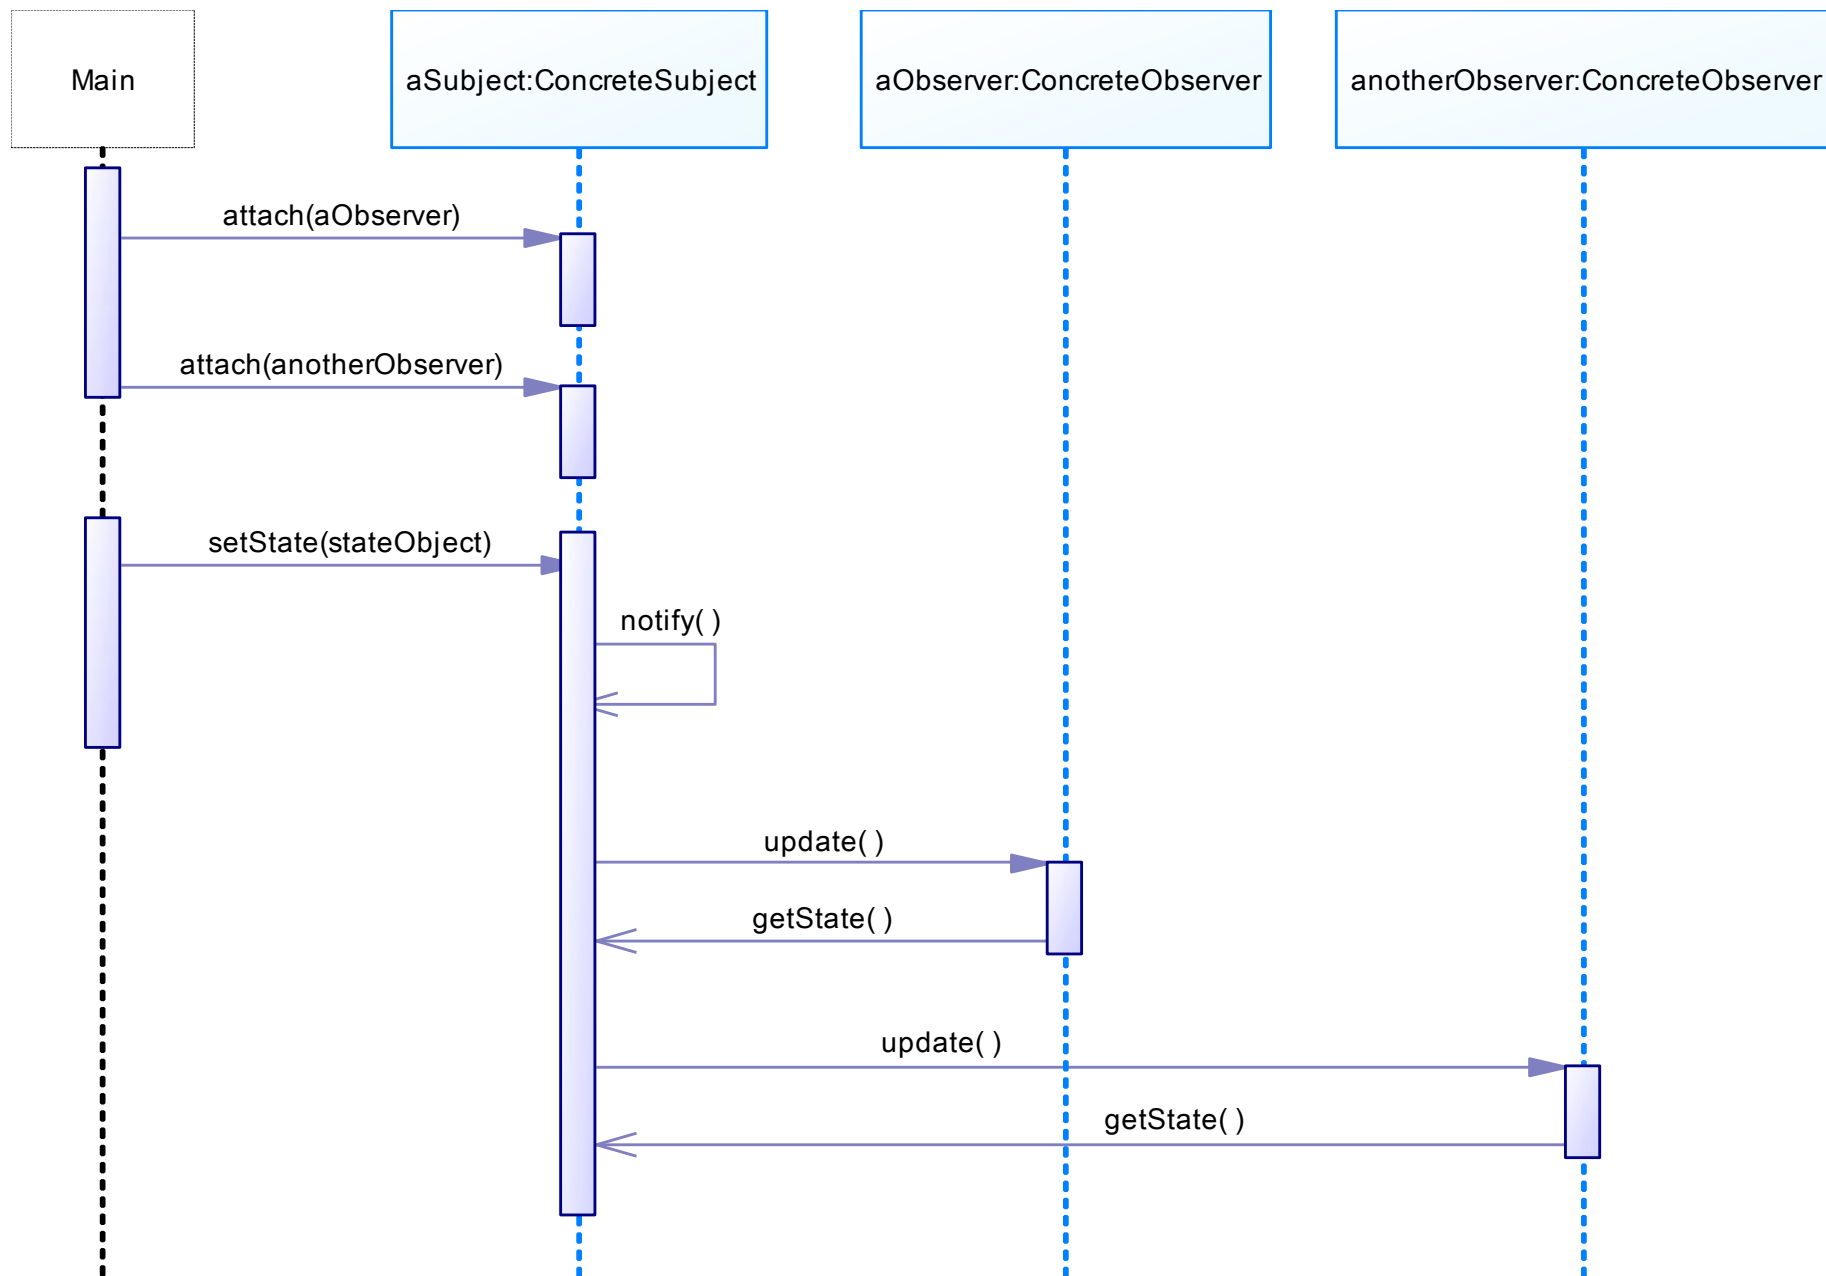 Main
aSubject:ConcreteSubject
aObserver:ConcreteObserver
anotherObserver:ConcreteObserver
attach(aObserver)
attach(anotherObserver)
setState(stateObject)
notify( )
update( )
getState( )
update( )
getState( )